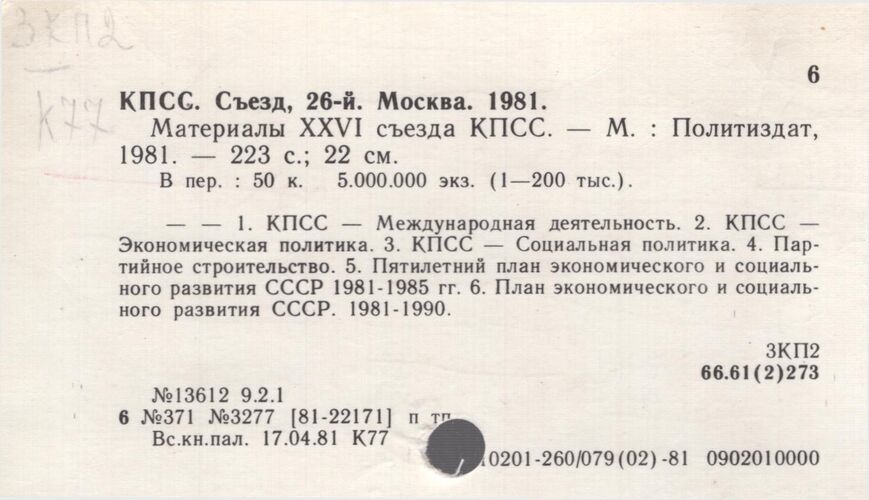 3КП2
К77
6
КПСС. Съезд, 26-й. Москва. 1981.
Материалы XXVI съезда КПСС. — М. : Политиздат,
1981. — 223 с.; 22 см.
В пер. : 50 к. 5.000.000 экз. (1—200 тыс.).
— — 1. КПСС — Международная деятельность. 2. КПСС —
Экономическая политика. 3. КПСС — Социальная политика. 4. Пар-
тийное строительство. 5. Пятилетний план экономического и социаль-
ного развития СССР 1981-1985 гг. 6. План экономического и социаль-
ного развития СССР. 1981-1990.
3КП2
66.61(2)273
№13612 9.2.1
6 №371 №3277 [81-22171] п тп
Вс.кн.пал. 17.04.81 К77
10201-260/079(02)-81 0902010000